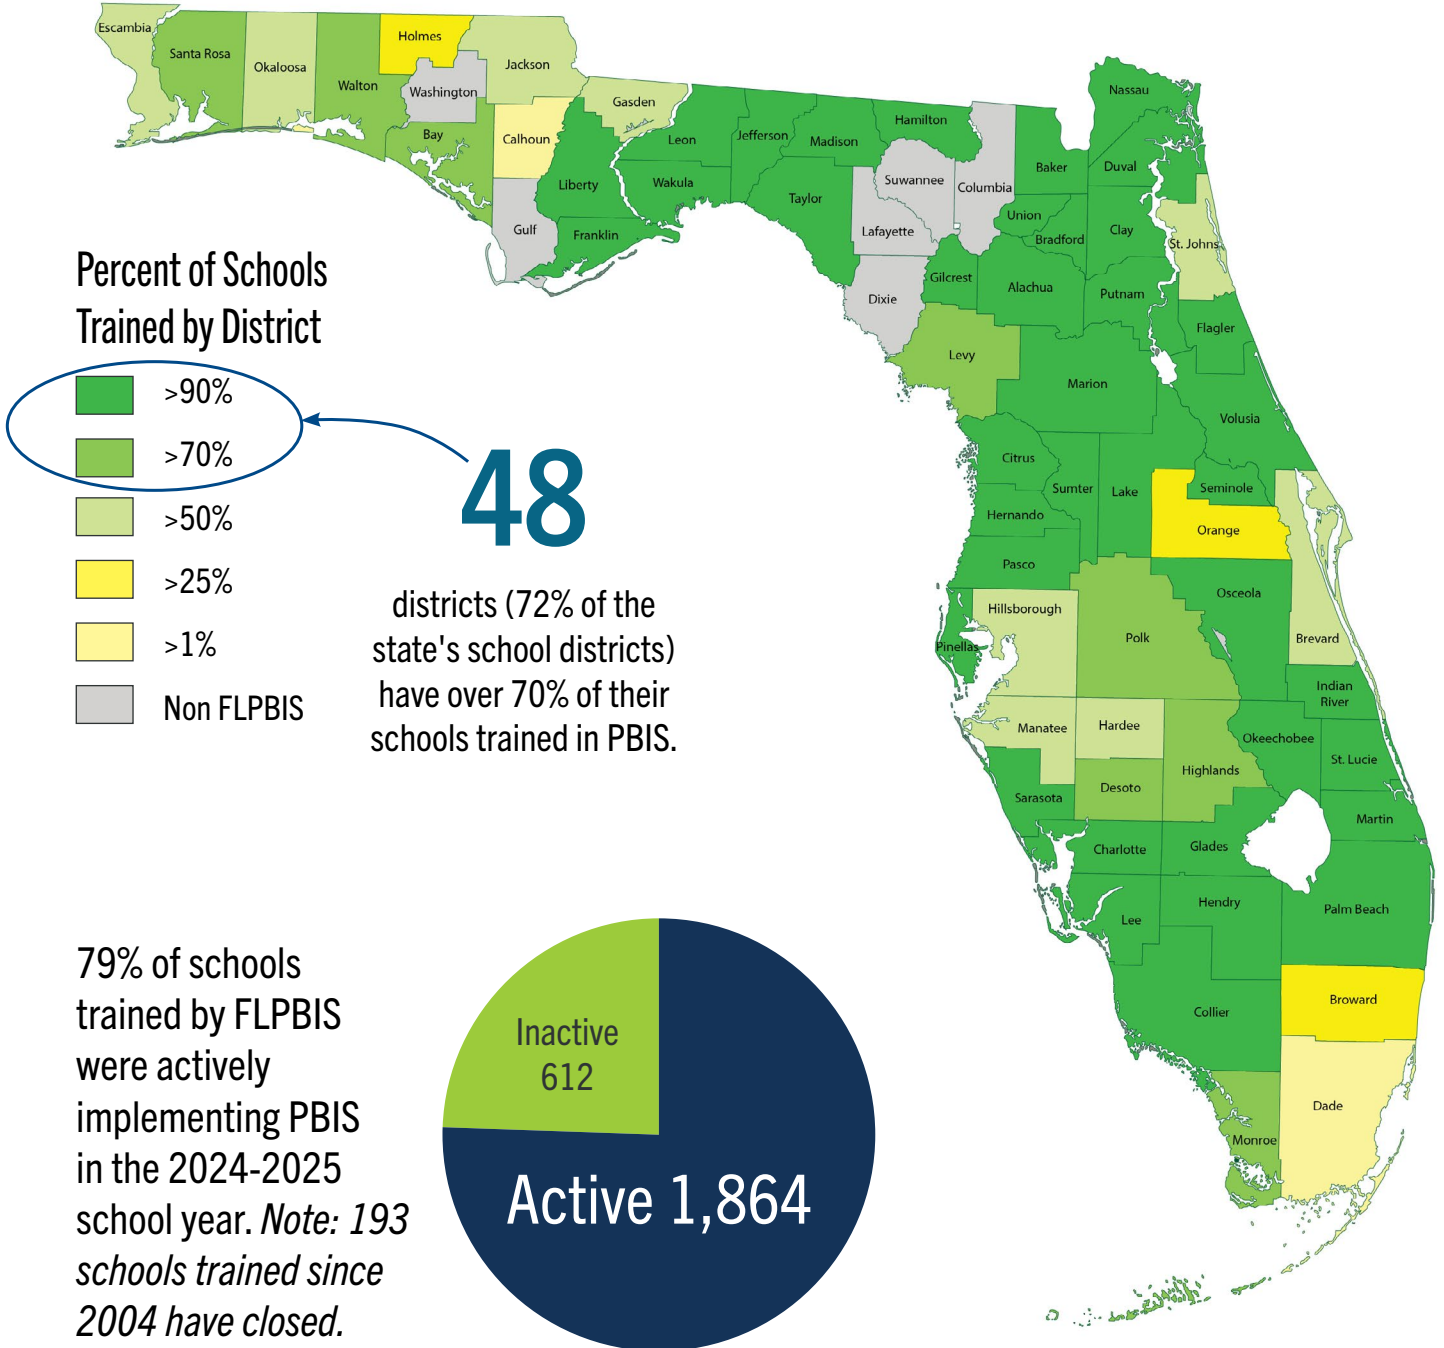 Escambia
Santa Rosa
Okaloosa
Walton
Holmes
Washington
Jackson
Bay
Calhoun
Gulf
Gasden
Liberty
Franklin
Leon
Wakula
Jefferson
Madison
Taylor
Hamilton
Suwannee
Lafayette
Columbia
Dixie
Gilcrest
Baker
Nassau
Duval
Union
Bradford
Clay
St. Johns
Alachua
Putnam
Flagler
Levy
Marion
Volusia
Citrus
Sumter
Lake
Seminole
Hernando
Orange
Pasco
Osceola
Hillsborough
Pinellas
Polk
Brevard
Indian
River
Manatee
Hardee
Okeechobee
St. Lucie
Highlands
Desoto
Sarasota
Martin
Charlotte
Glades
Lee
Hendry
Palm Beach
Collier
Broward
Dade
Monroe
Percent of Schools
Trained by District
>90%
>70%
>50%
>25%
>1%
Non FLPBIS
48
districts (72% of the
state's school districts)
have over 70% of their
schools trained in PBIS.
79% of schools
trained by FLPBIS
were actively
implementing PBIS
in the 2024-2025
school year. Note: 193
schools trained since
2004 have closed.
Inactive
612
Active 1,864